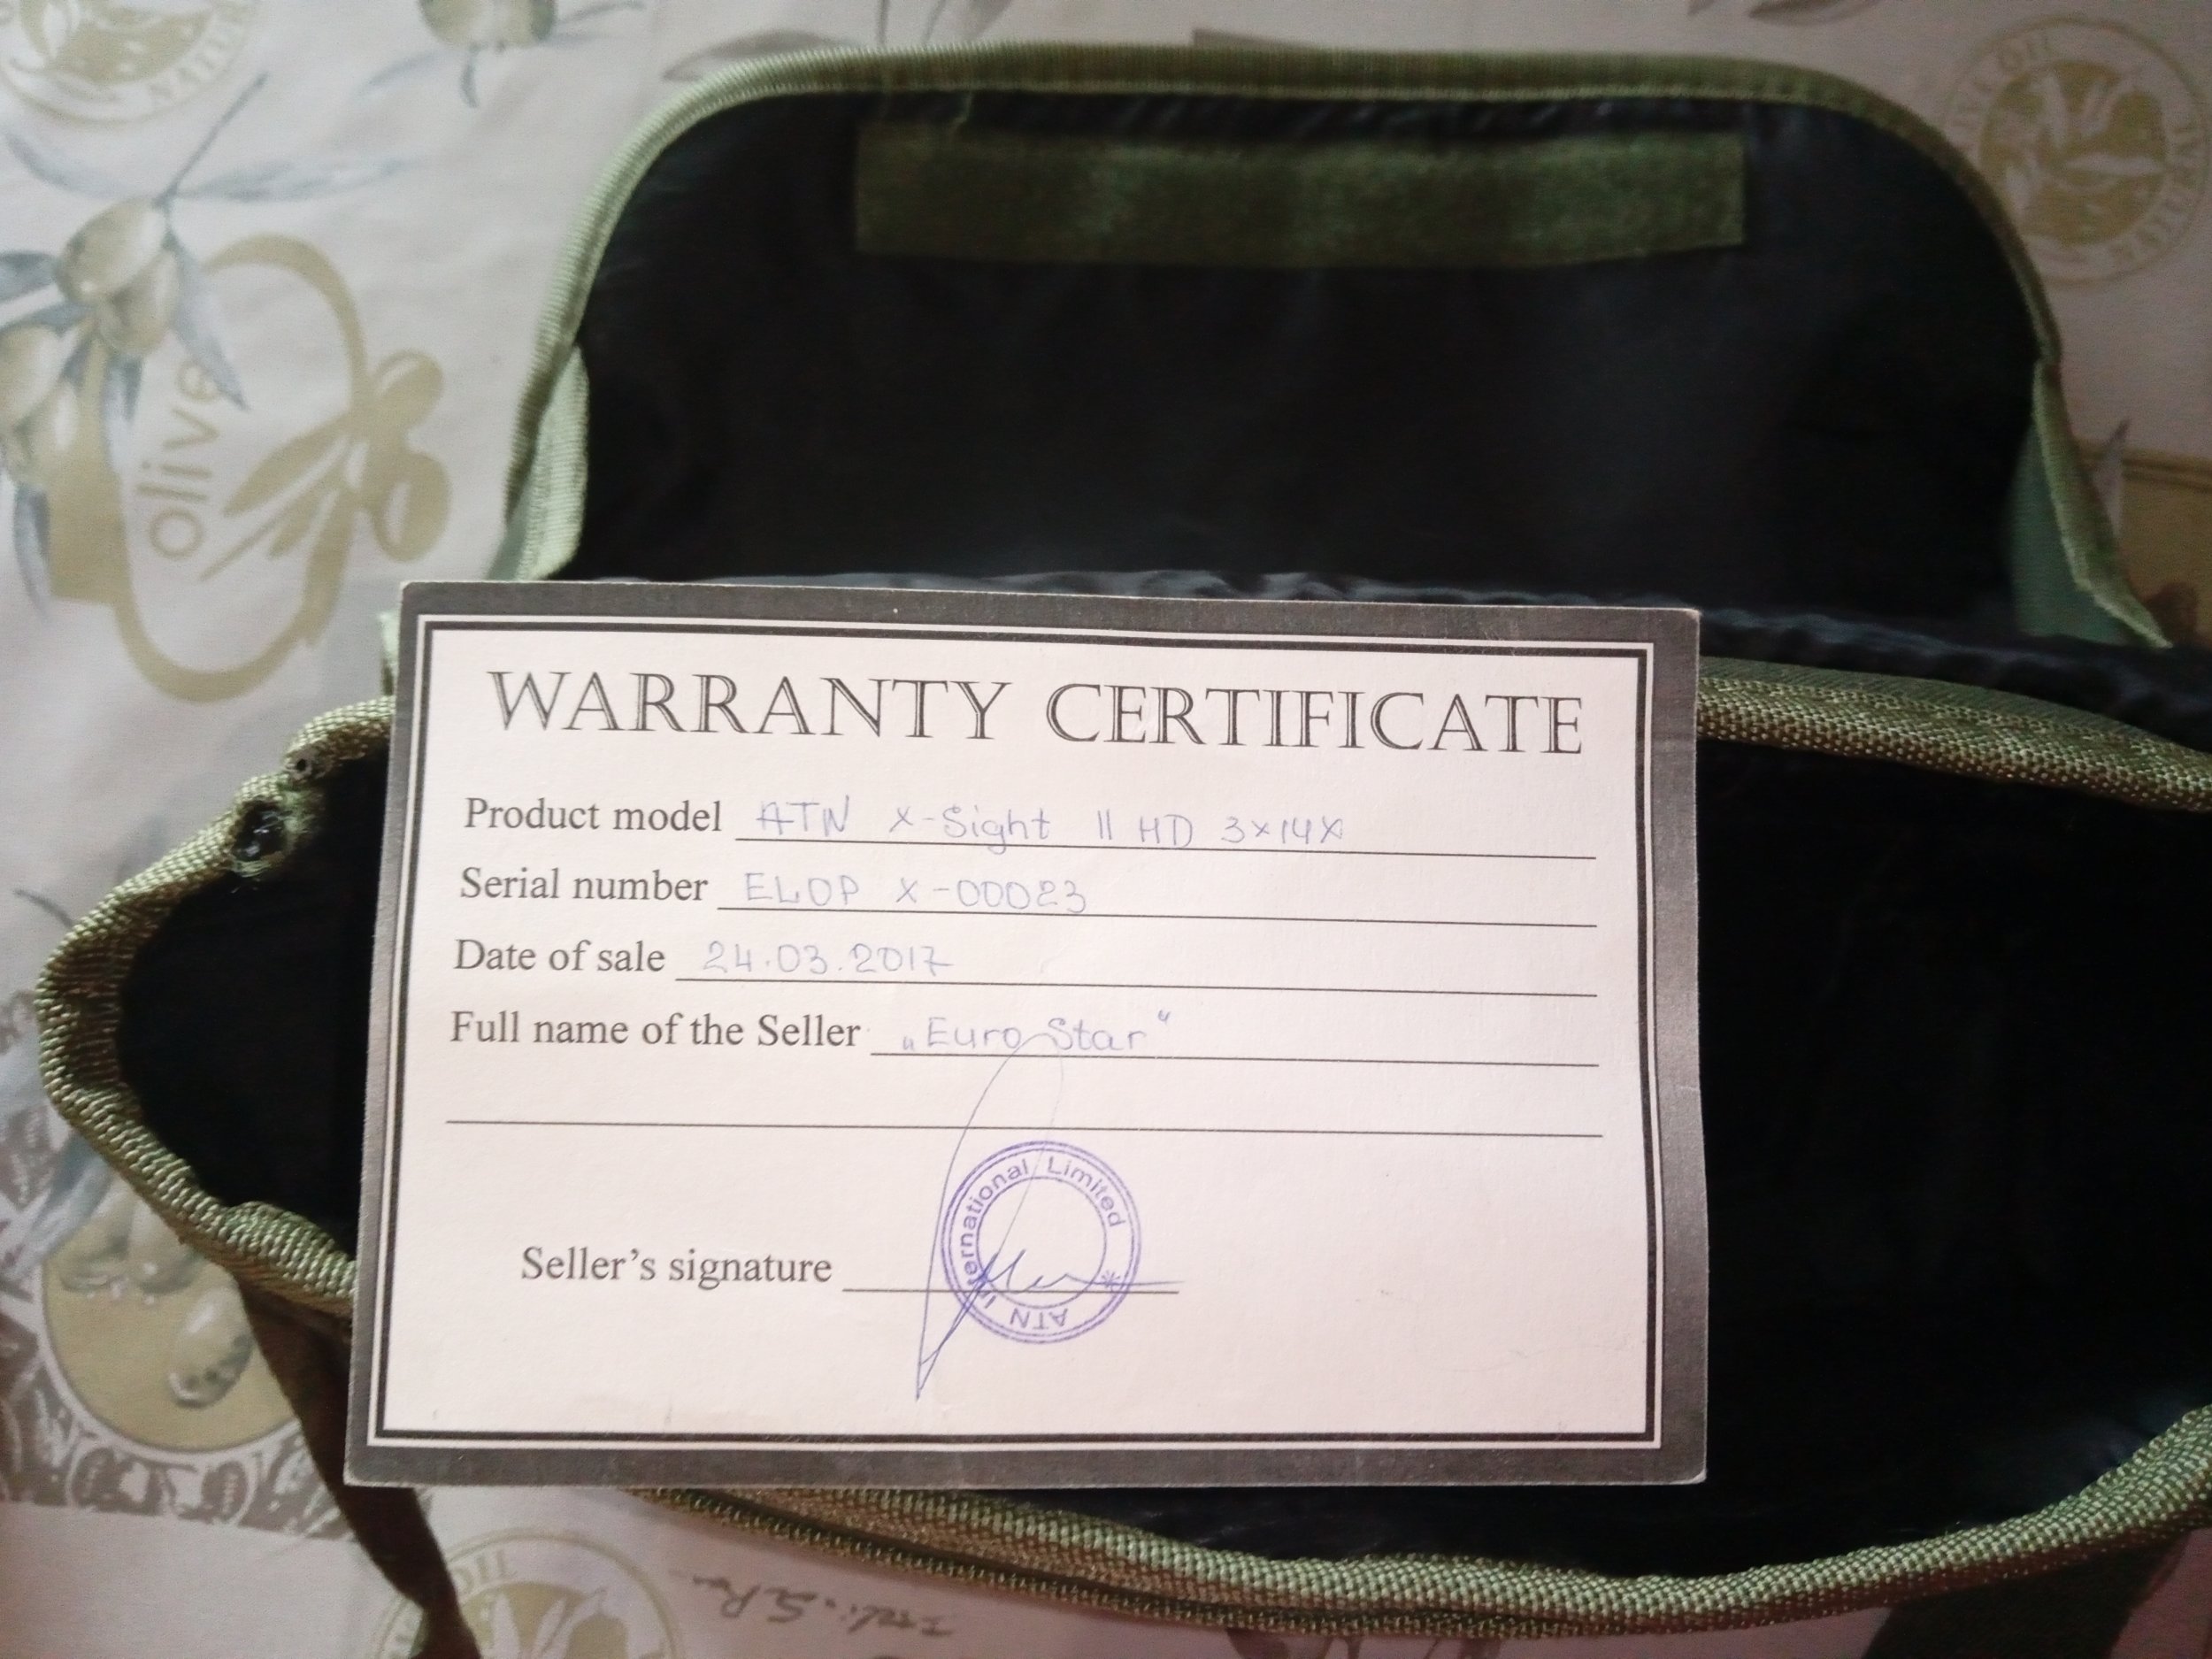 WARRANTY CERTIFICATE
Product model ATN X-Sight II HD 3x14x
Serial number ELOP X-00023
Date of sale 24.03.2017
Full name of the Seller „Euro Star“
Seller's signature
ATN International Limited *
olive